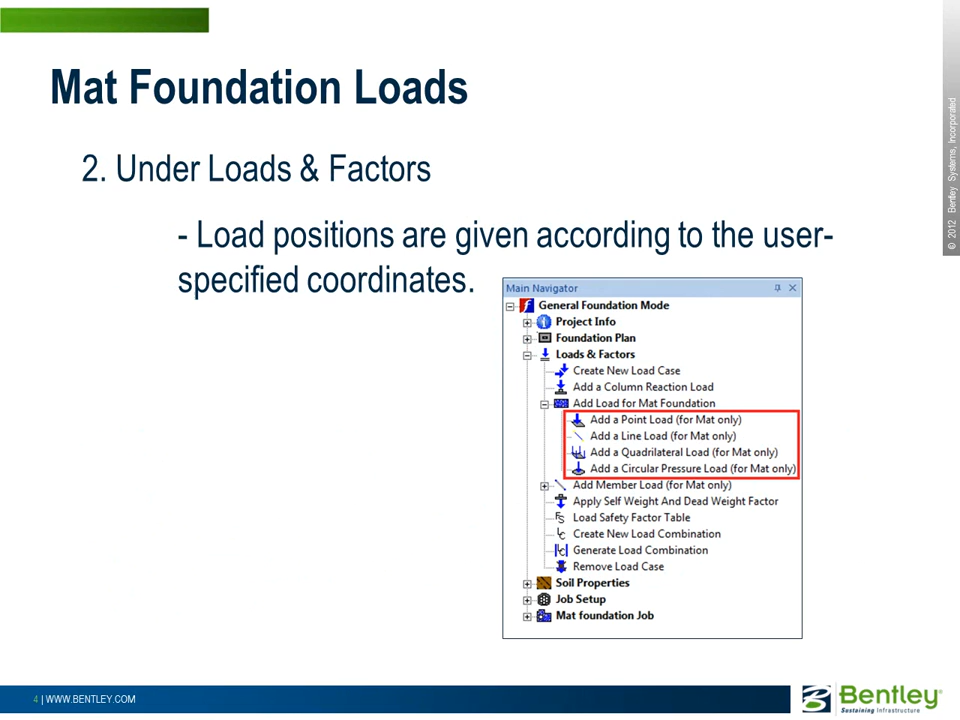 Mat Foundation Loads
2. Under Loads & Factors
- Load positions are given according to the user-
specified coordinates.
Main Navigator
General Foundation Mode
Project Info
Foundation Plan
Loads & Factors
Create New Load Case
Add a Column Reaction Load
Add Load for Mat Foundation
Add a Point Load (for Mat only)
Add a Line Load (for Mat only)
Add a Quadrilateral Load (for Mat only)
Add a Circular Pressure Load (for Mat only)
Add Member Load (for Mat only)
Apply Self Weight And Dead Weight Factor
Load Safety Factor Table
Create New Load Combination
Generate Load Combination
Remove Load Case
Soil Properties
Job Setup
Mat foundation Job
© 2012 Bentley Systems, Incorporated
4 | WWW.BENTLEY.COM
Bentley®
Sustaining Infrastructure